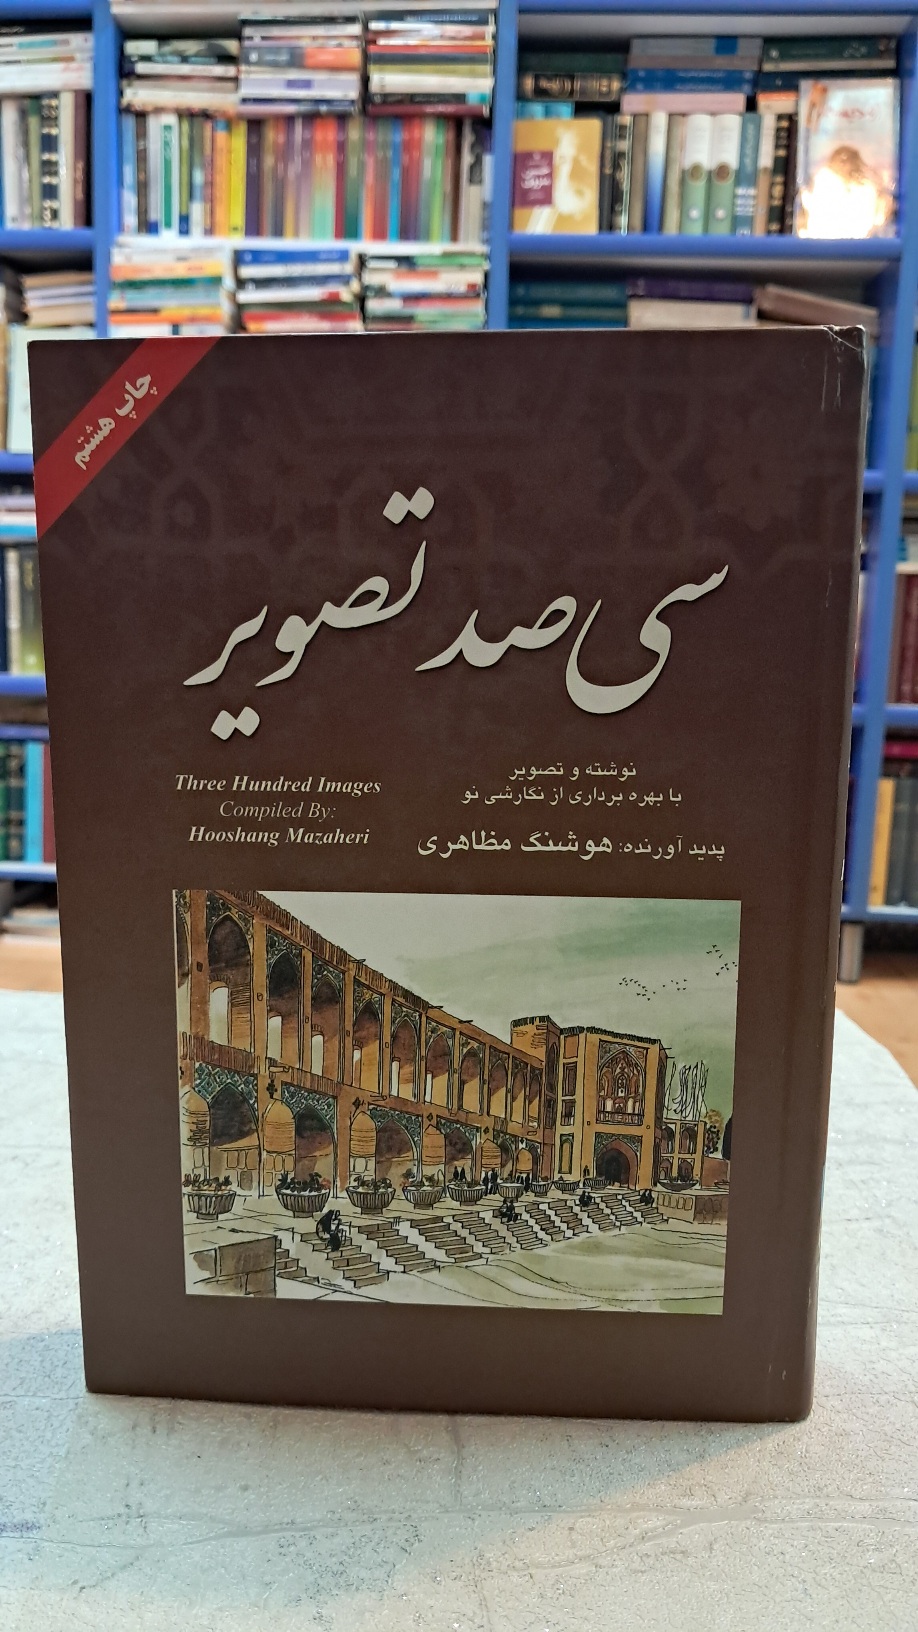 چاپ هشتم
سی صد تصویر
نوشته و تصویر
با بهره برداری از نگارشی نو
پدید آورنده: هوشنگ مظاهری
Three Hundred Images
Compiled By:
Hooshang Mazaheri